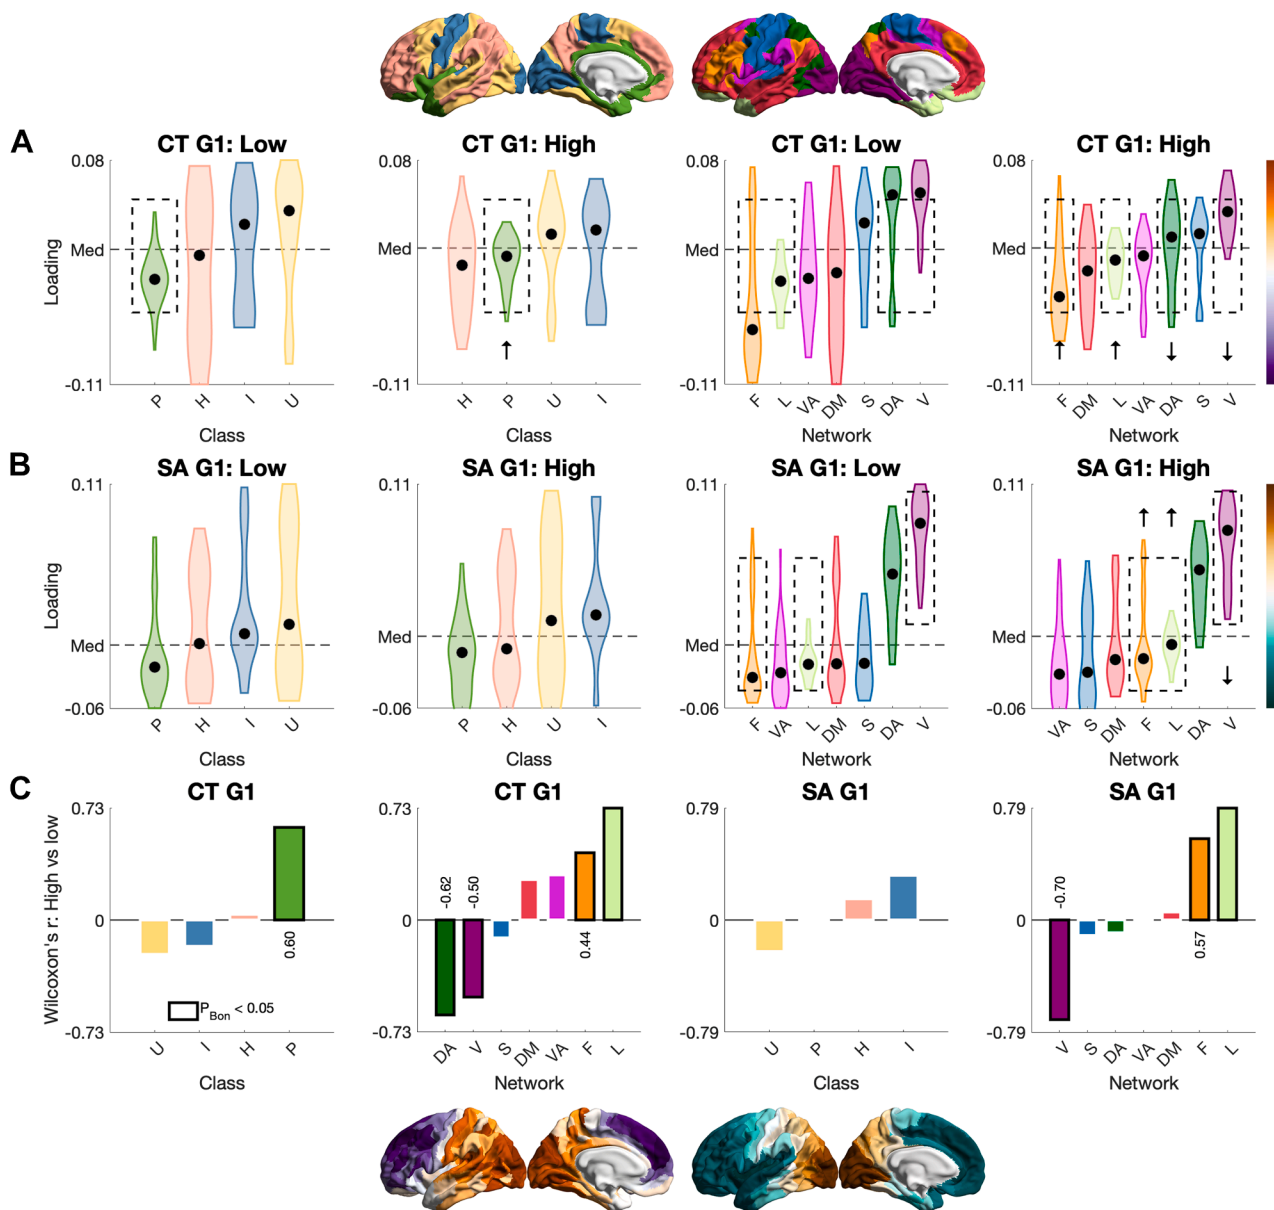 A
CT G1: Low
CT G1: High
CT G1: Low
CT G1: High
0.08
Med
-0.11
Loading
P H I U
Class
0.08
Med
-0.11
H P U I
Class
↑
0.08
Med
-0.11
F L VA DM S DA V
Network
0.08
Med
-0.11
↑ ↑ ↓ ↓
F DM L VA DA S V
Network
B
SA G1: Low
SA G1: High
SA G1: Low
SA G1: High
0.11
Med
-0.06
Loading
P H I U
Class
0.11
Med
-0.06
P H U I
Class
0.11
Med
-0.06
F VA L DM S DA V
Network
0.11
Med
-0.06
↑ ↑ ↓
VA S DM F L DA V
Network
C
CT G1
CT G1
SA G1
SA G1
0.73
0
-0.73
Wilcoxon's r: High vs low
0.60
P_Bon < 0.05
U I H P
Class
0.73
0
-0.73
-0.62
-0.50
0.44
DA V S DM VA F L
Network
0.79
0
-0.79
U P H I
Class
0.79
0
-0.79
-0.70
0.57
V S DA VA DM F L
Network